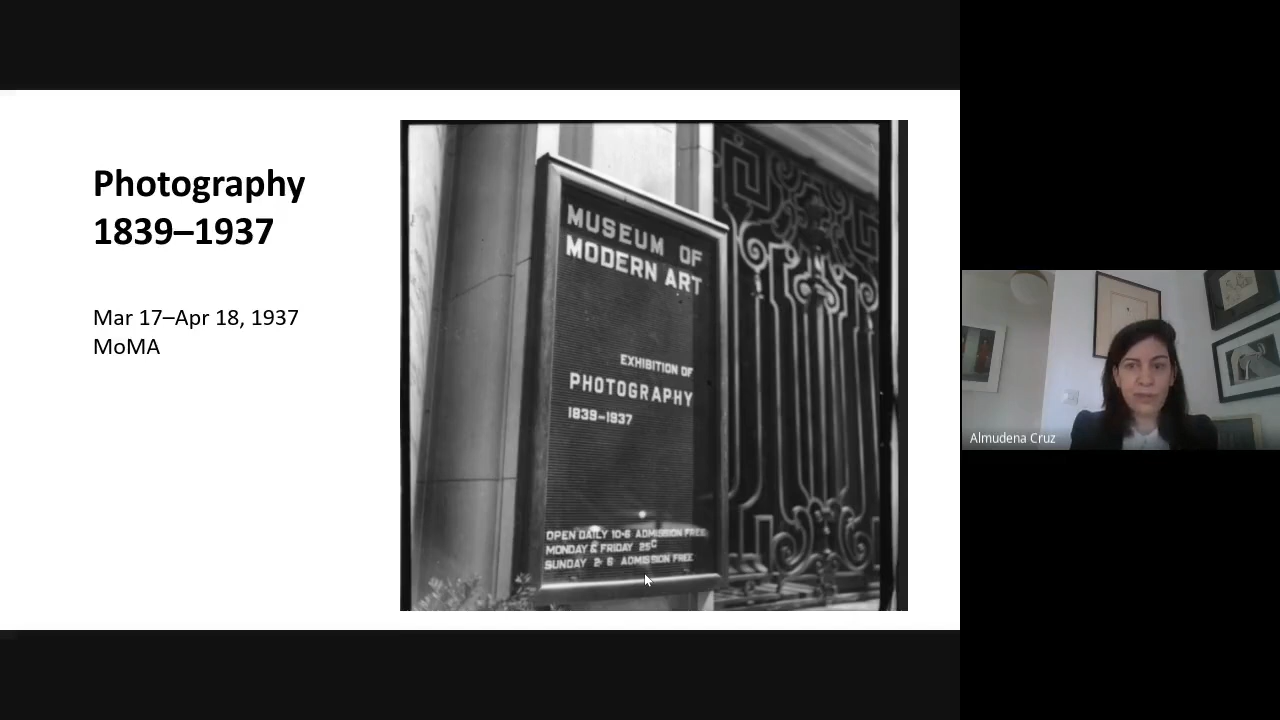 Photography
1839–1937
Mar 17–Apr 18, 1937
MoMA
MUSEUM OF
MODERN ART
EXHIBITION OF
PHOTOGRAPHY
1839–1937
OPEN DAILY 10-6 ADMISSION FREE
MONDAY & FRIDAY 25¢
SUNDAY 2-6 ADMISSION FREE
Almudena Cruz